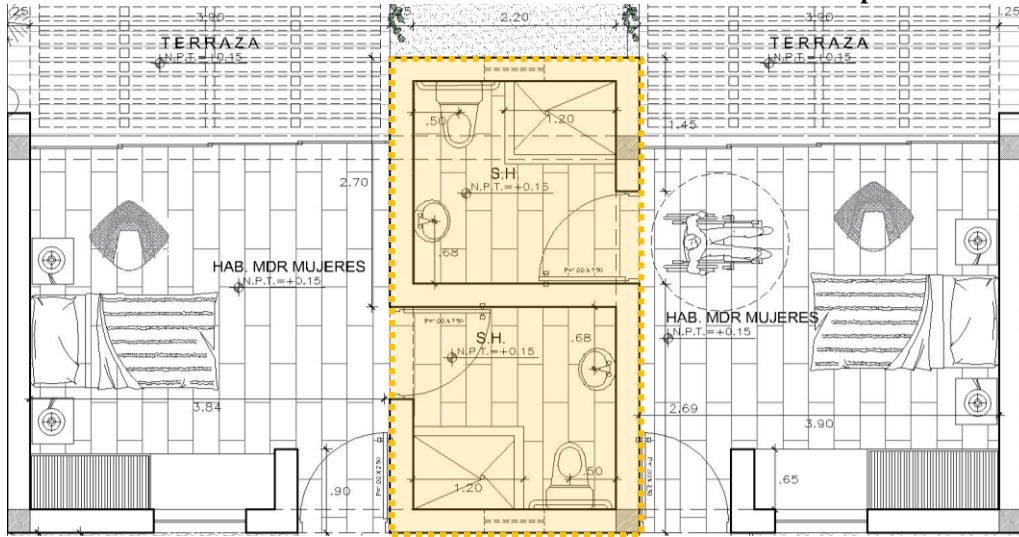 .25
3.90
2.20
3.90
.25
TERRAZA
N.P.T.=+0.15
TERRAZA
N.P.T.=+0.15
.50
1.20
1.45
2.70
S.H.
N.P.T.=+0.15
.68
HAB. MDR MUJERES
N.P.T.=+0.15
HAB. MDR MUJERES
N.P.T.=+0.15
S.H.
N.P.T.=+0.15
.68
3.84
2.69
3.90
.90
1.20
.50
.65